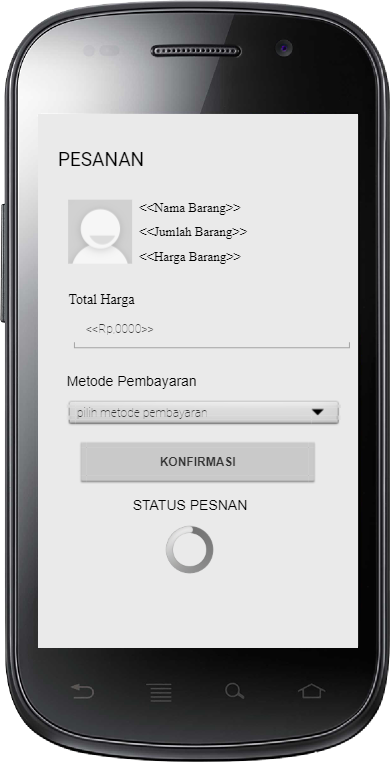 PESANAN
<<Nama Barang>>
<<Jumlah Barang>>
<<Harga Barang>>
Total Harga
<<Rp.0000>>
Metode Pembayaran
pilih metode pembayaran
KONFIRMASI
STATUS PESNAN